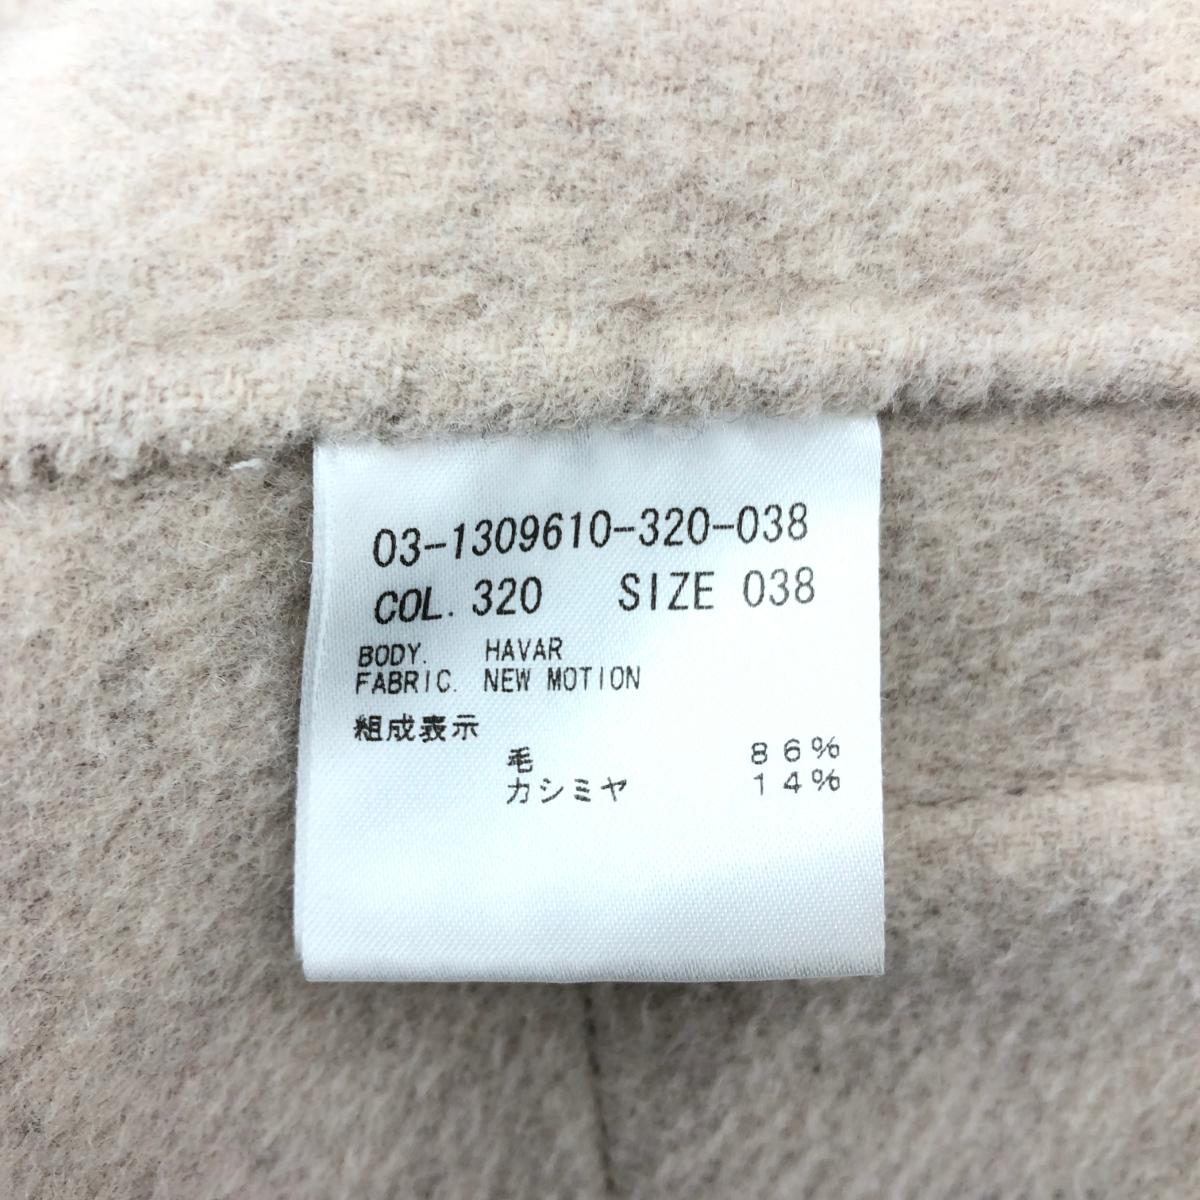 03-1309610-320-038
COL. 320 SIZE 038
BODY. HAVAR
FABRIC. NEW MOTION
組成表示
毛 86%
カシミヤ 14%